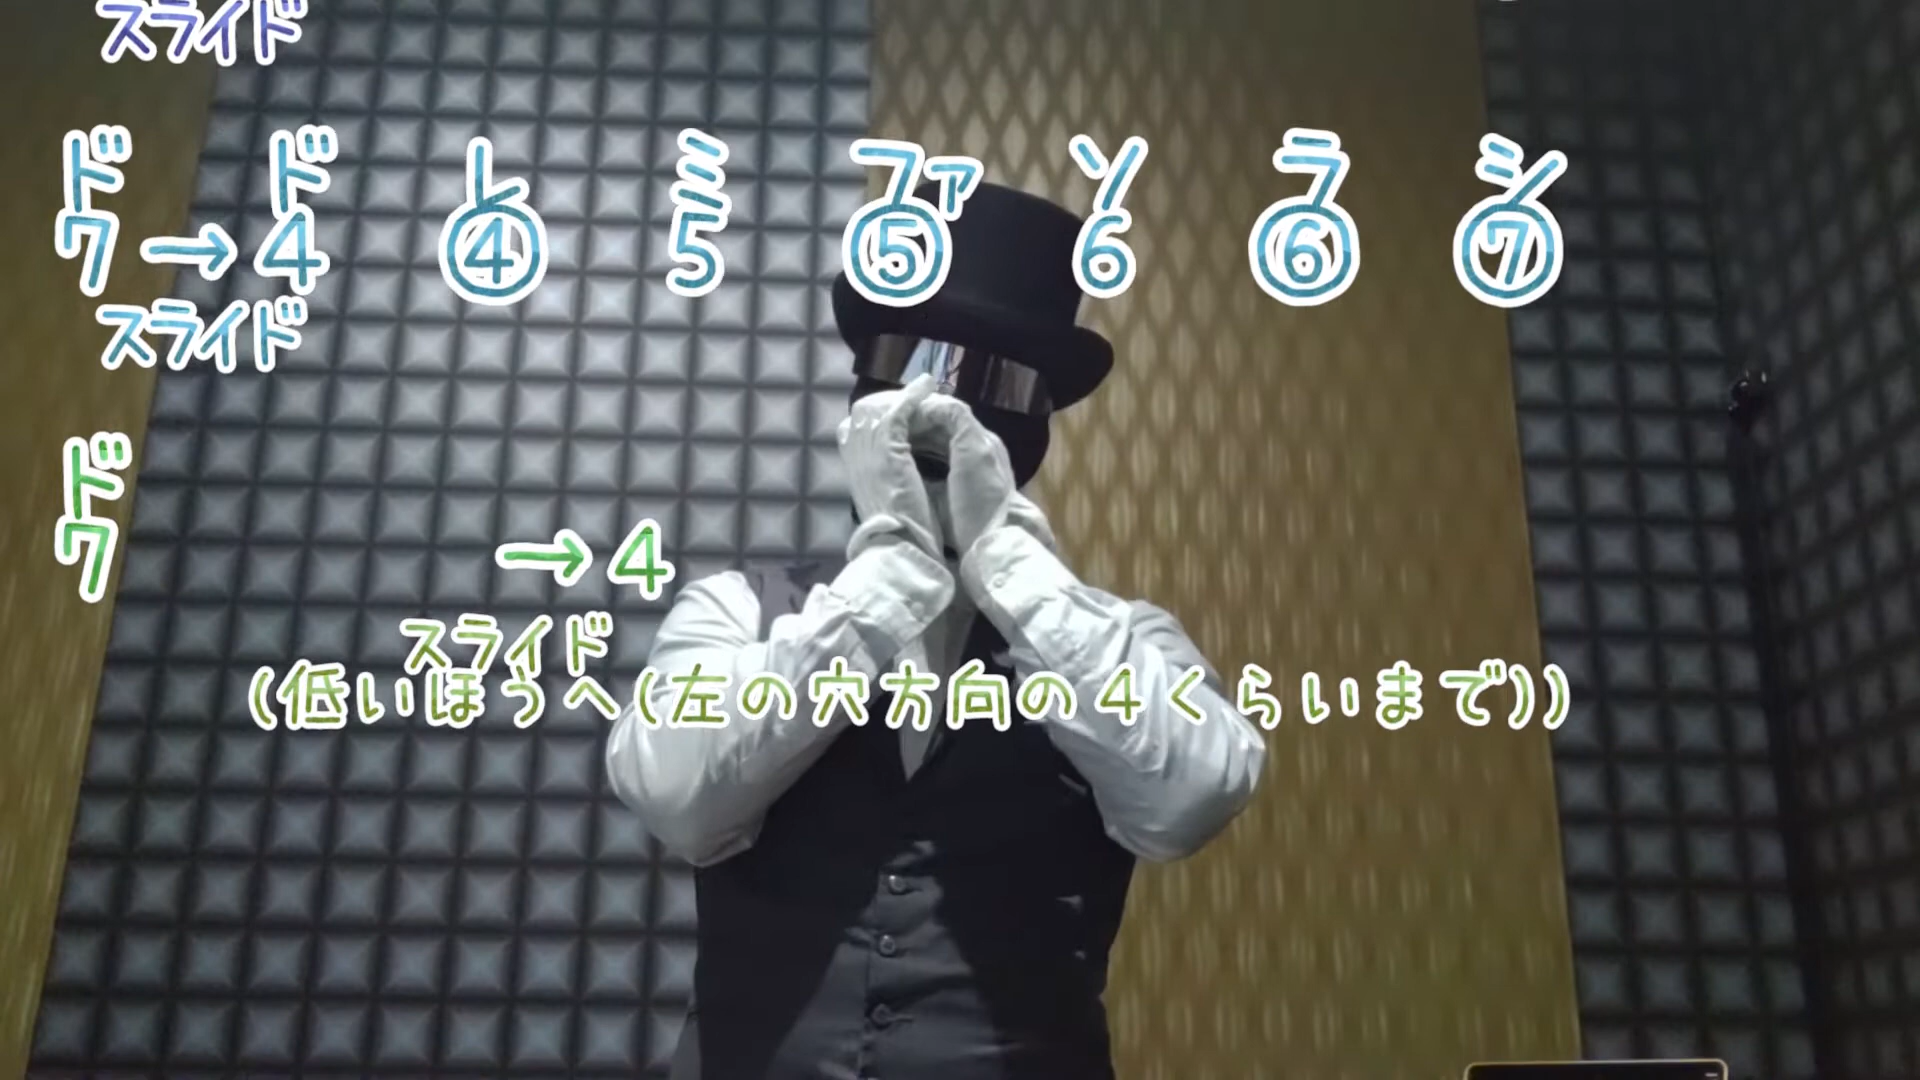 スライド
ド ド レ ミ ファ ソ ラ シ
7→4 ④ 5 ⑤ 6 ⑥ ⑦
スライド
ド
7 →4
スライド
(低いほうへ(左の穴方向の4くらいまで))